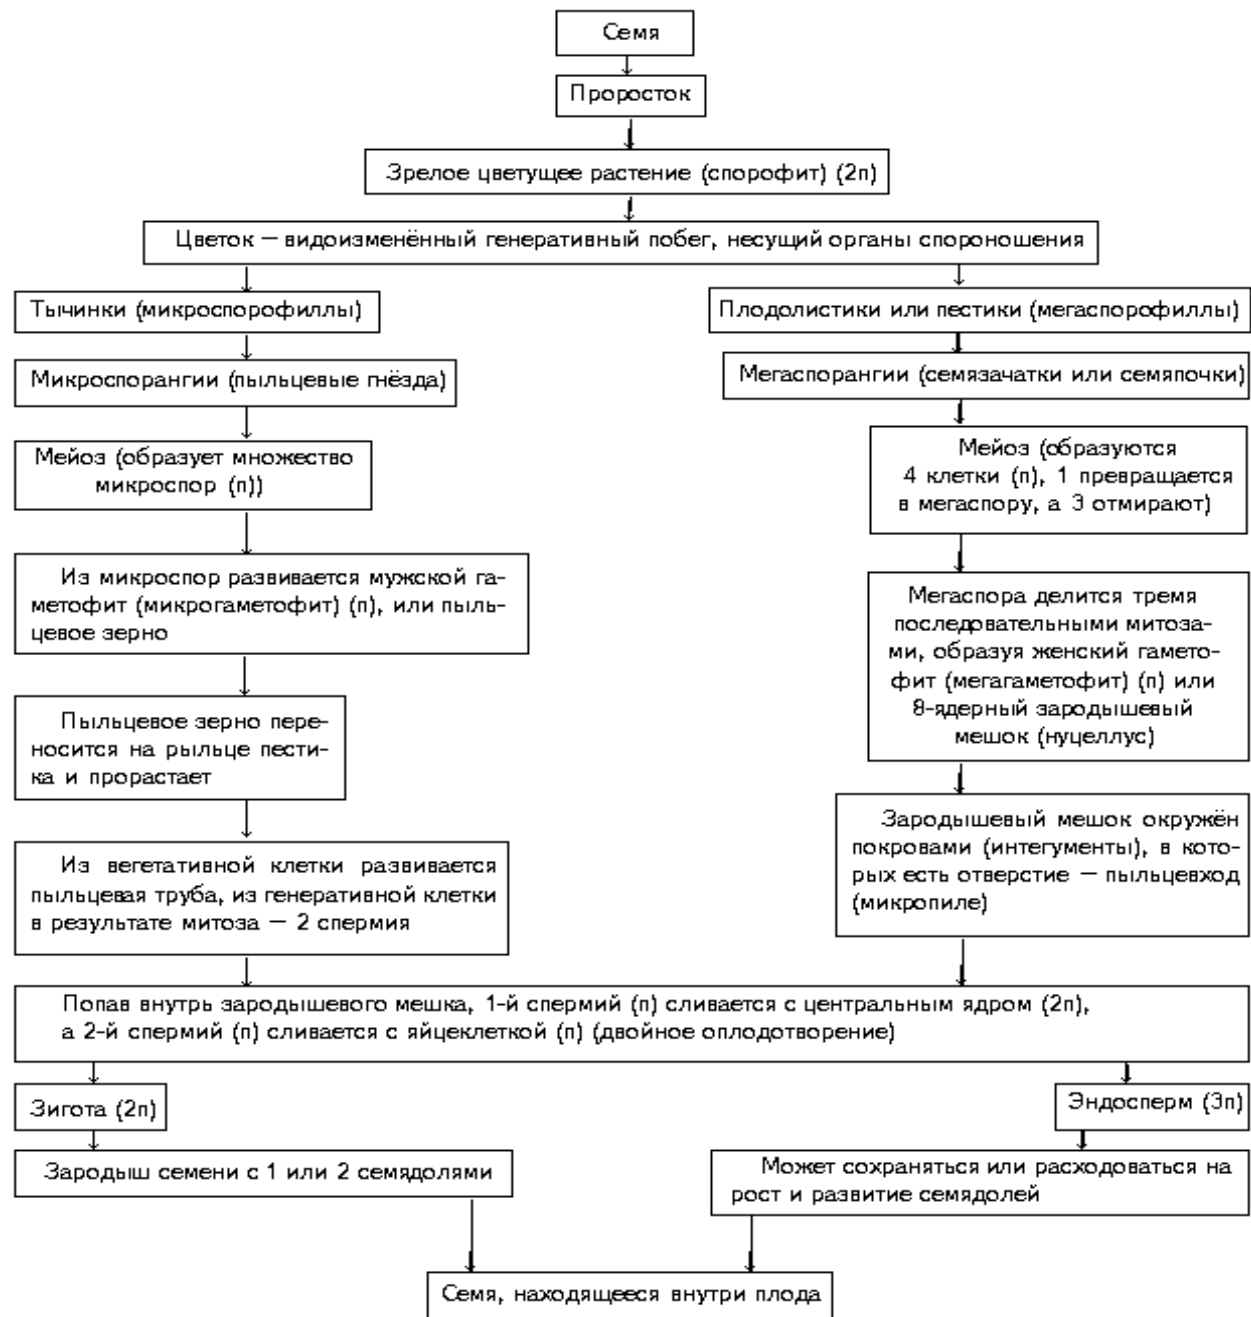 Семя
Проросток
Зрелое цветущее растение (спорофит) (2n)
Цветок — видоизменённый генеративный побег, несущий органы спороношения
Тычинки (микроспорофиллы)
Микроспорангии (пыльцевые гнёзда)
Мейоз (образует множество
микроспор (n))
Из микроспор развивается мужской га-
метофит (микрогаметофит) (n), или пыль-
цевое зерно
Пыльцевое зерно пере-
носится на рыльце пести-
ка и прорастает
Из вегетативной клетки развивается
пыльцевая труба, из генеративной клетки
в результате митоза — 2 спермия
Плодолистики или пестики (мегаспорофиллы)
Мегаспорангии (семязачатки или семяпочки)
Мейоз (образуются
4 клетки (n), 1 превращается
в мегаспору, а 3 отмирают)
Мегаспора делится тремя
последовательными митоза-
ми, образуя женский гамето-
фит (мегагаметофит) (n) или
8-ядерный зародышевый
мешок (нуцеллус)
Зародышевый мешок окружён
покровами (интегументы), в кото-
рых есть отверстие — пыльцевход
(микропиле)
Попав внутрь зародышевого мешка, 1-й спермий (n) сливается с центральным ядром (2n),
а 2-й спермий (n) сливается с яйцеклеткой (n) (двойное оплодотворение)
Зигота (2n)
Зародыш семени с 1 или 2 семядолями
Эндосперм (3n)
Может сохраняться или расходоваться на
рост и развитие семядолей
Семя, находящееся внутри плода